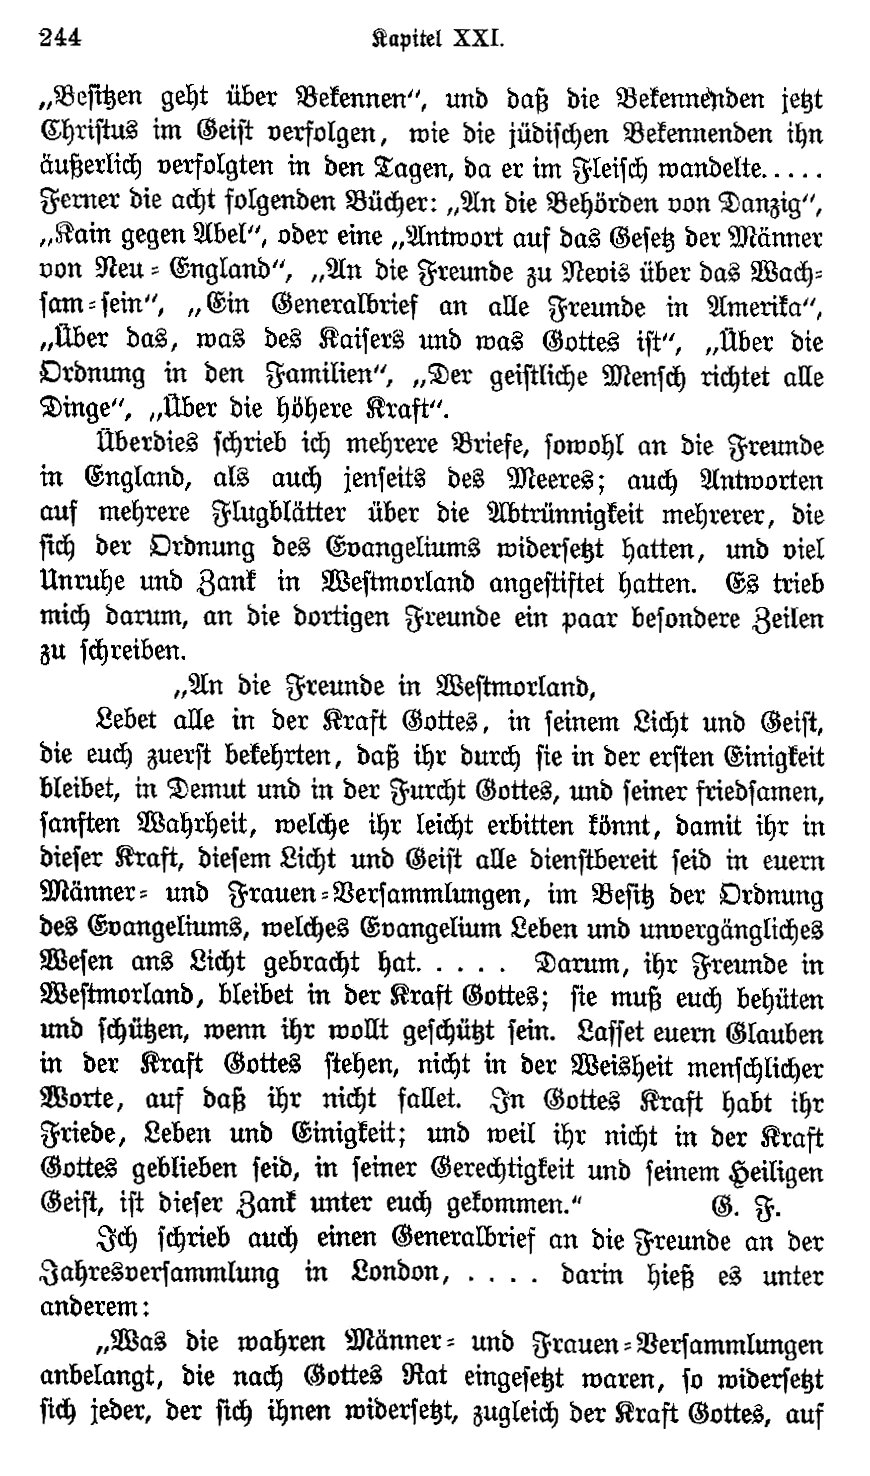 244 Kapitel XXI.
„Besitzen geht über Bekennen“, und daß die Bekennenden jetzt
Christus im Geist verfolgen, wie die jüdischen Bekennenden ihn
äußerlich verfolgten in den Tagen, da er im Fleisch wandelte.....
Ferner die acht folgenden Bücher: „An die Behörden von Danzig“,
„Kain gegen Abel“, oder eine „Antwort auf das Gesetz der Männer
von Neu-England“, „An die Freunde zu Nevis über das Wach-
sam-sein“, „Ein Generalbrief an alle Freunde in Amerika“,
„Über das, was des Kaisers und was Gottes ist“, „Über die
Ordnung in den Familien“, „Der geistliche Mensch richtet alle
Dinge“, „Über die höhere Kraft“.
Überdies schrieb ich mehrere Briefe, sowohl an die Freunde
in England, als auch jenseits des Meeres; auch Antworten
auf mehrere Flugblätter über die Abtrünnigkeit mehrerer, die
sich der Ordnung des Evangeliums widersetzt hatten, und viel
Unruhe und Zank in Westmorland angestiftet hatten. Es trieb
mich darum, an die dortigen Freunde ein paar besondere Zeilen
zu schreiben.
„An die Freunde in Westmorland,
Lebet alle in der Kraft Gottes, in seinem Licht und Geist,
die euch zuerst bekehrten, daß ihr durch sie in der ersten Einigkeit
bleibet, in Demut und in der Furcht Gottes, und seiner friedsamen,
sanften Wahrheit, welche ihr leicht erbitten könnt, damit ihr in
dieser Kraft, diesem Licht und Geist alle dienstbereit seid in euern
Männer- und Frauen-Versammlungen, im Besitz der Ordnung
des Evangeliums, welches Evangelium Leben und unvergängliches
Wesen ans Licht gebracht hat..... Darum, ihr Freunde in
Westmorland, bleibet in der Kraft Gottes; sie muß euch behüten
und schützen, wenn ihr wollt geschützt sein. Lasset euern Glauben
in der Kraft Gottes stehen, nicht in der Weisheit menschlicher
Worte, auf daß ihr nicht fallet. In Gottes Kraft habt ihr
Friede, Leben und Einigkeit; und weil ihr nicht in der Kraft
Gottes geblieben seid, in seiner Gerechtigkeit und seinem Heiligen
Geist, ist dieser Zank unter euch gekommen.“ G. F.
Ich schrieb auch einen Generalbrief an die Freunde an der
Jahresversammlung in London, .... darin hieß es unter
anderem:
„Was die wahren Männer- und Frauen-Versammlungen
anbelangt, die nach Gottes Rat eingesetzt waren, so widersetzt
sich jeder, der sich ihnen widersetzt, zugleich der Kraft Gottes, auf